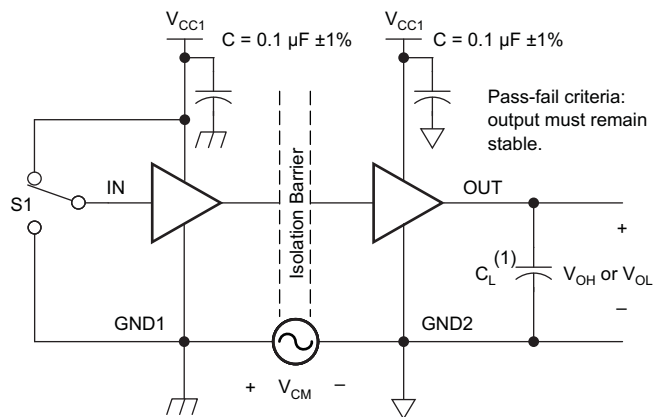 V_CC1
C = 0.1 µF ±1%
V_CC1
C = 0.1 µF ±1%
Pass-fail criteria:
output must remain
stable.
S1
IN
Isolation Barrier
OUT
+
C_L^(1)
V_OH or V_OL
–
GND1
GND2
+ V_CM –